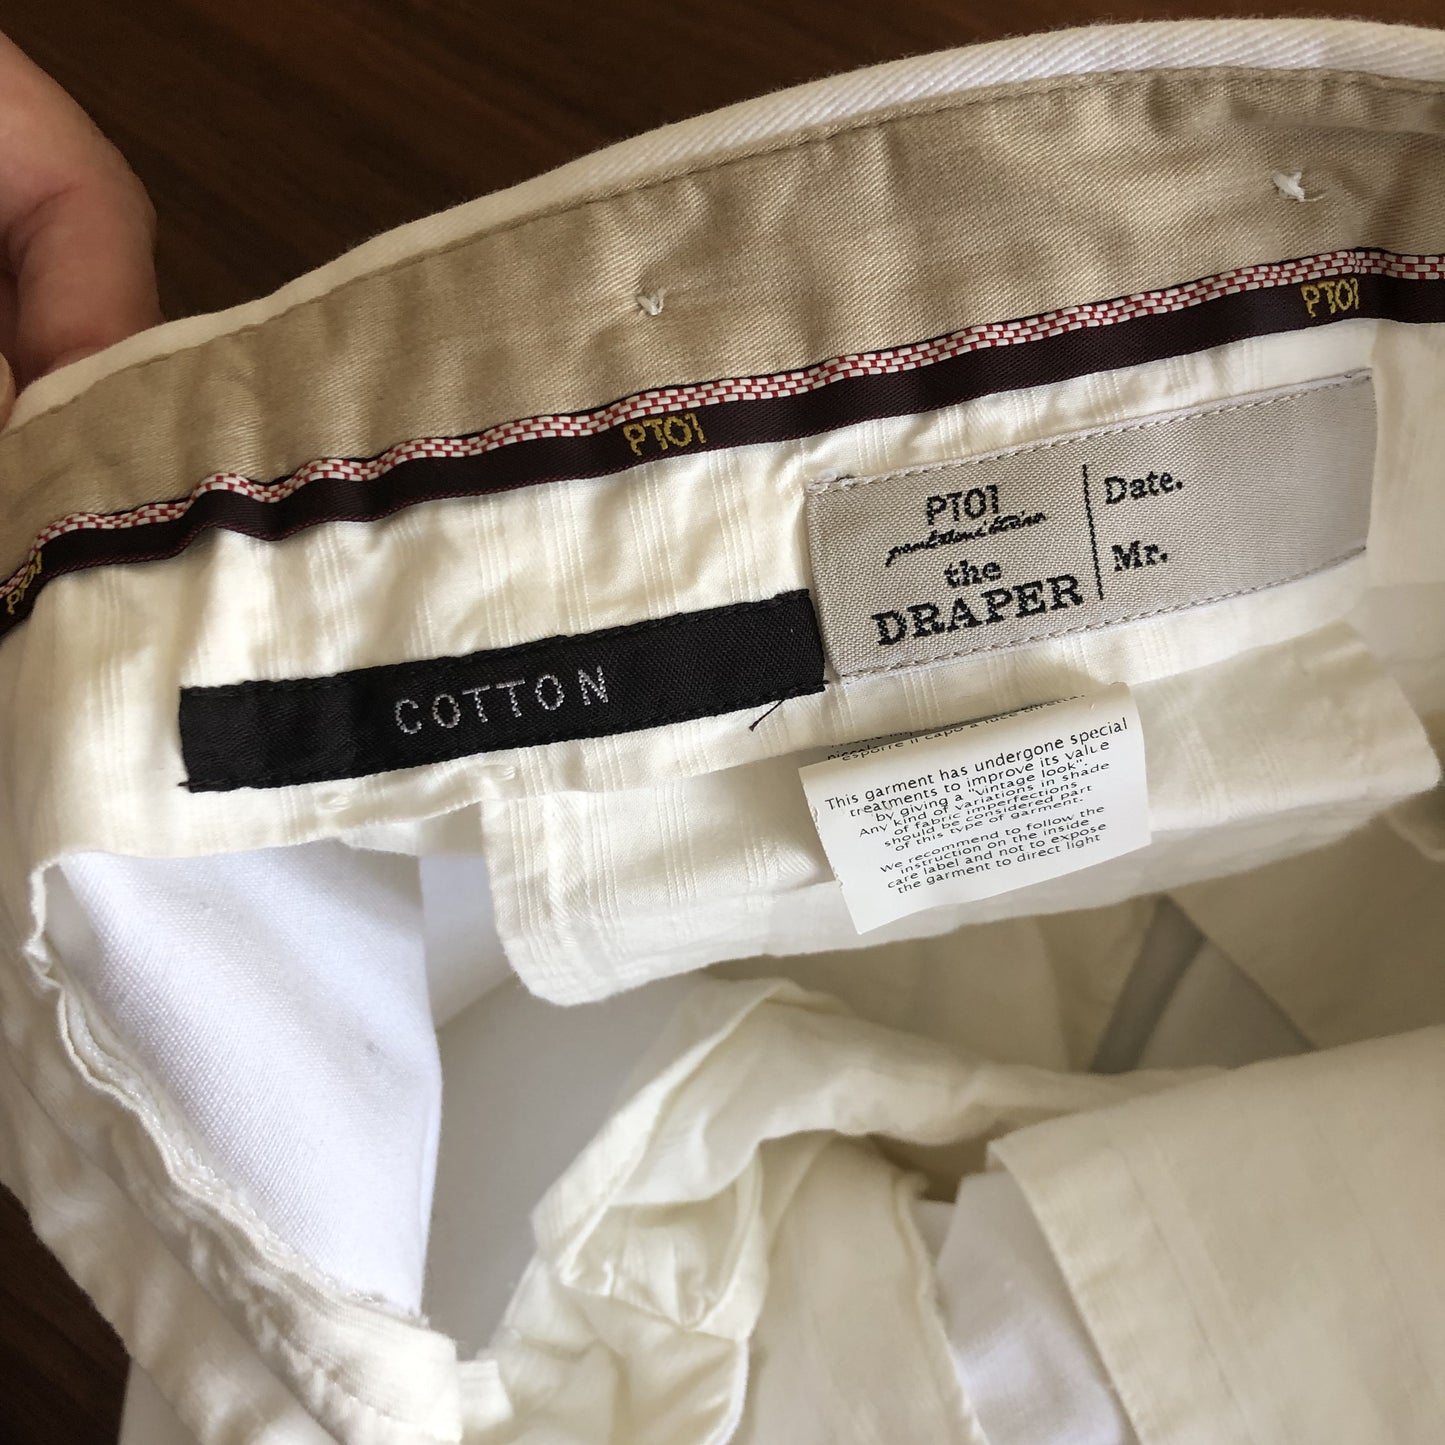 PT01
PT01
PT01
PT01
pantaloni torino
the
DRAPER
Date.
Mr.
COTTON
esporre il capo a luce
This garment has undergone special
treatments to improve its value
by giving a "vintage look".
Any kind of variations in shade
of fabric imperfections
should be considered part
of this type of garment.
We recommend to follow the
instruction on the inside
care label and not to expose
the garment to direct light